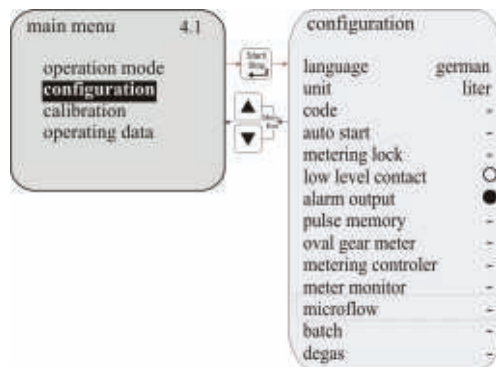 main menu 4.1
operation mode
configuration
calibration
operating data
Start
Stop
configuration
language german
unit liter
code -
auto start -
metering lock -
low level contact
alarm output
pulse memory -
oval gear meter -
metering controler -
meter monitor -
microflow -
batch -
degas -